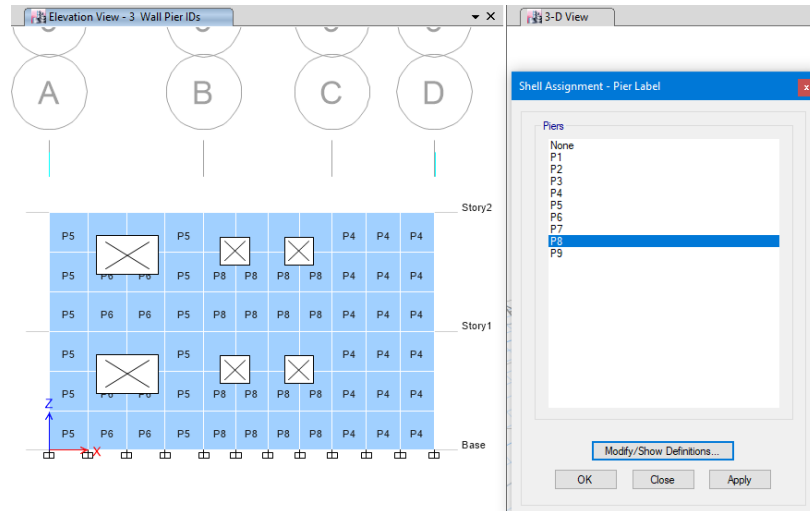 Elevation View - 3 Wall Pier IDs
3-D View
A B C D
Shell Assignment - Pier Label
x
Piers
None
P1
P2
P3
P4
P5
P6
P7
P8
P9
Story2
P5 P5 P4 P4 P4
P5 P6 P6 P5 P8 P8 P8 P8 P4 P4 P4
P5 P6 P6 P5 P8 P8 P8 P8 P4 P4 P4
Story1
P5 P5 P4 P4 P4
P5 P6 P6 P5 P8 P8 P8 P8 P4 P4 P4
Z
P5 P6 P6 P5 P8 P8 P8 P8 P4 P4 P4
Base
X
Modify/Show Definitions...
OK Close Apply